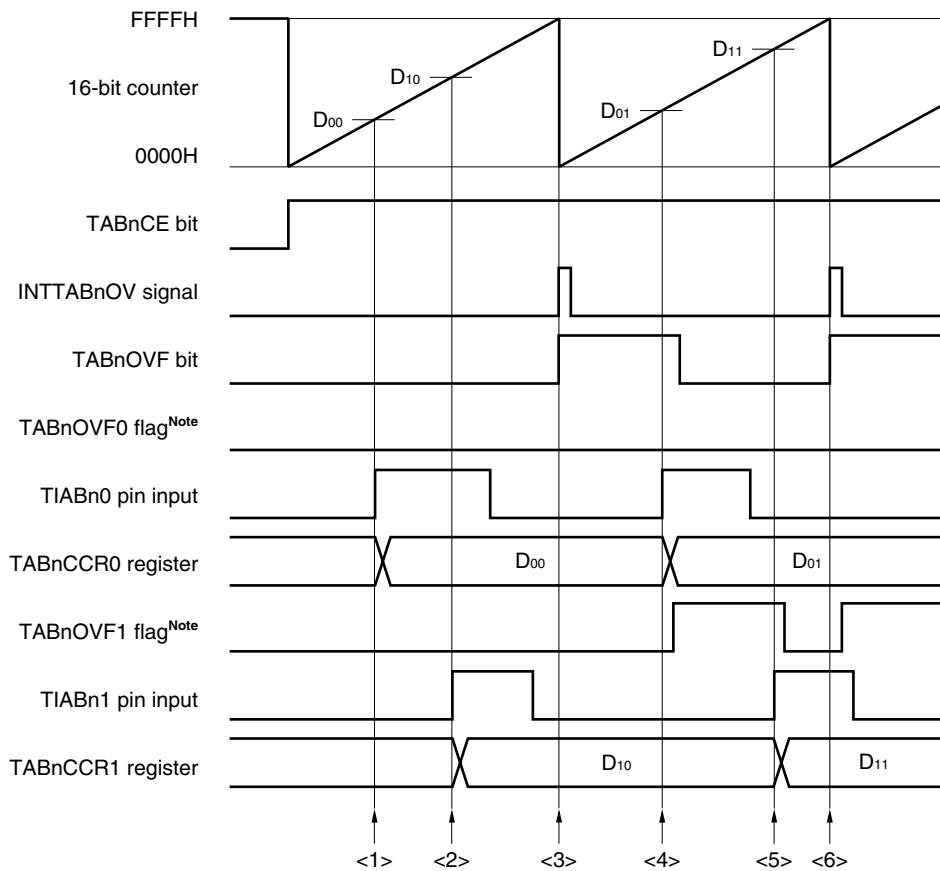 FFFFH
16-bit counter
0000H
D00
D10
D01
D11
TABnCE bit
INTTABnOV signal
TABnOVF bit
TABnOVF0 flagNote
TIABn0 pin input
TABnCCR0 register
D00
D01
TABnOVF1 flagNote
TIABn1 pin input
TABnCCR1 register
D10
D11
<1>
<2>
<3>
<4>
<5>
<6>